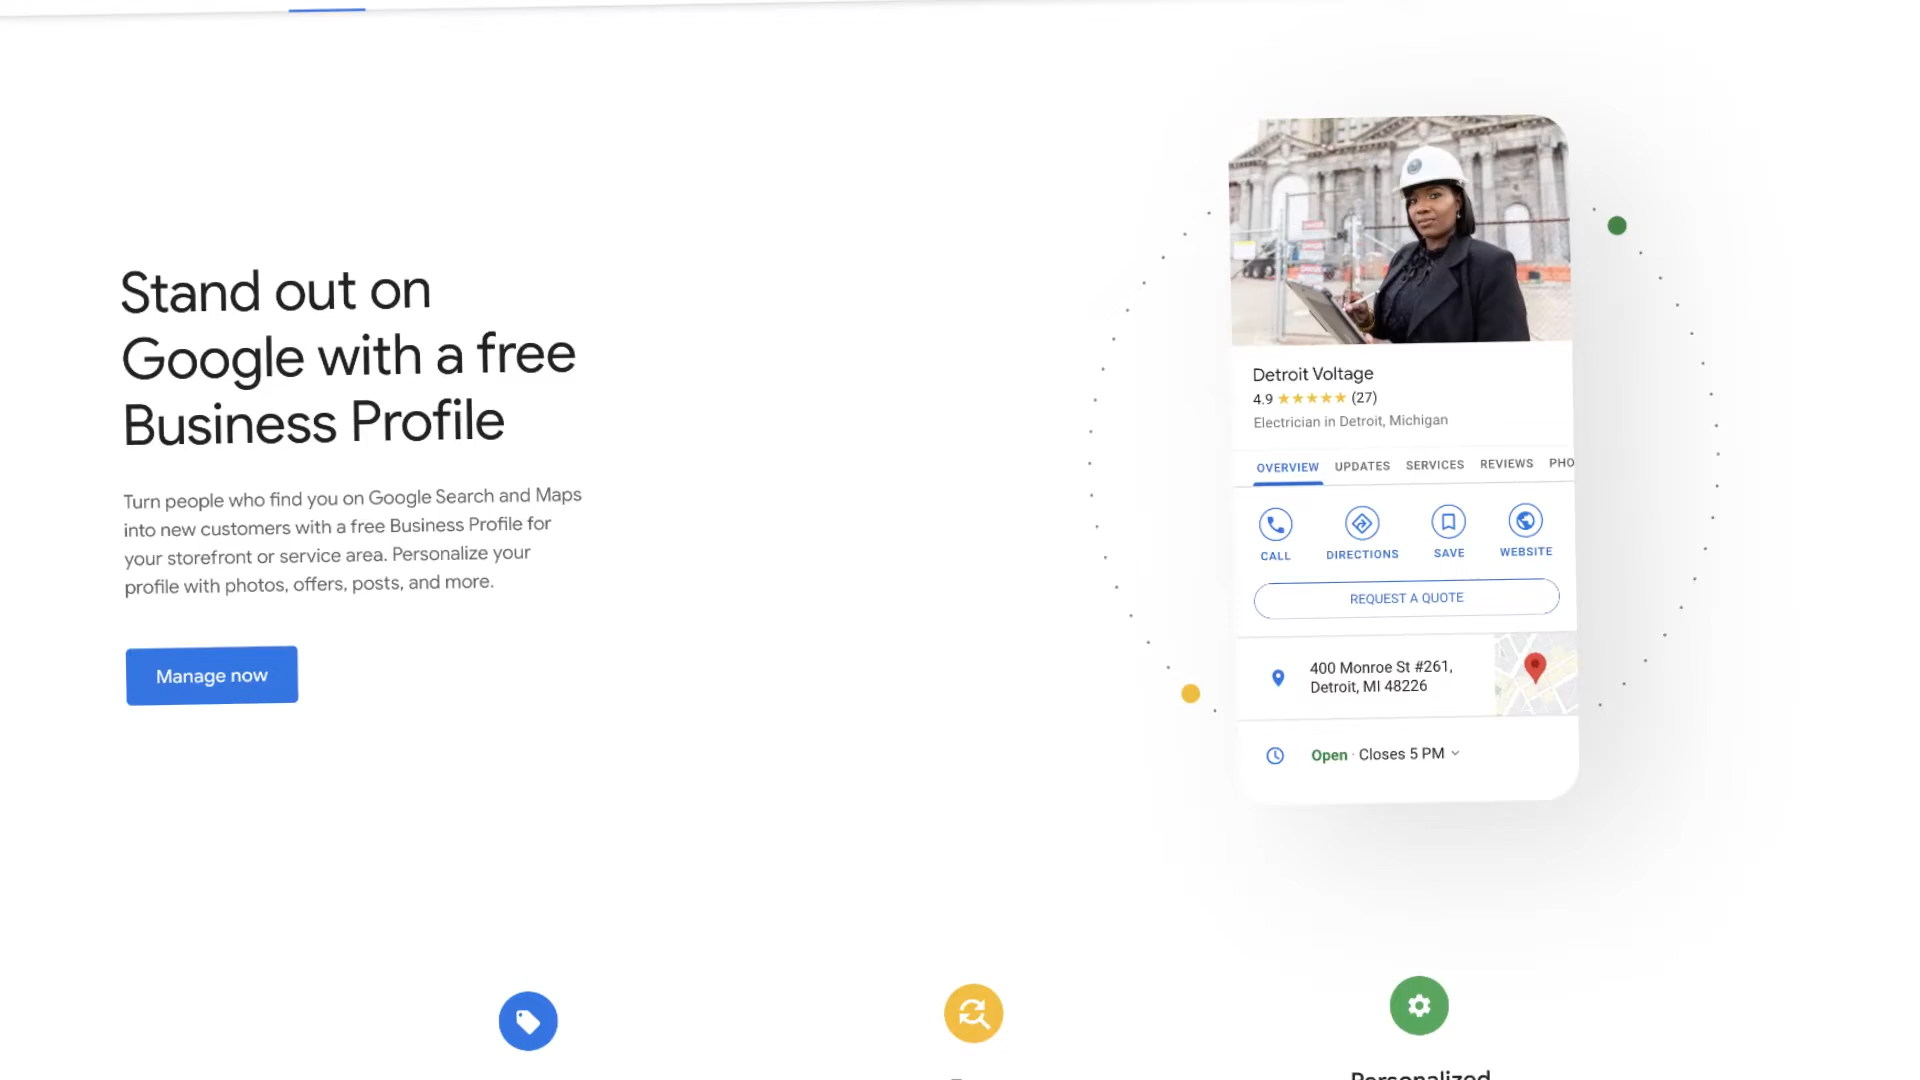 Stand out on
Google with a free
Business Profile
Turn people who find you on Google Search and Maps
into new customers with a free Business Profile for
your storefront or service area. Personalize your
profile with photos, offers, posts, and more.
Manage now
Detroit Voltage
4.9 ★★★★★ (27)
Electrician in Detroit, Michigan
OVERVIEW UPDATES SERVICES REVIEWS PHO
CALL DIRECTIONS SAVE WEBSITE
REQUEST A QUOTE
400 Monroe St #261,
Detroit, MI 48226
Open · Closes 5 PM
Personalized